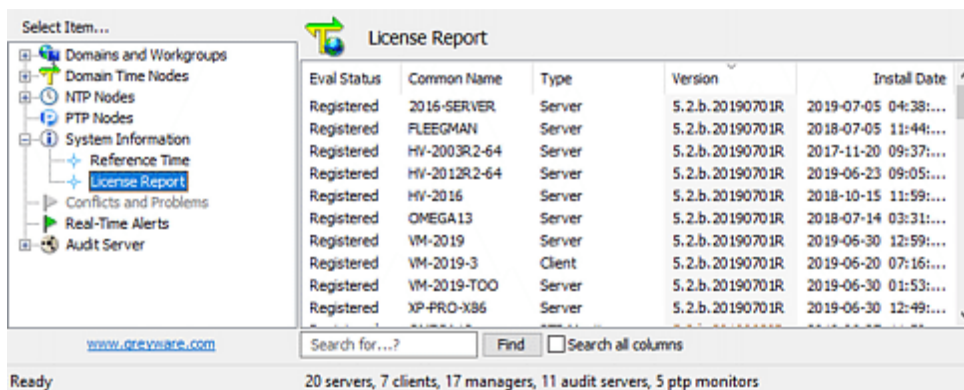 Select Item...
Domains and Workgroups
Domain Time Nodes
NTP Nodes
PTP Nodes
System Information
Reference Time
License Report
Conflicts and Problems
Real-Time Alerts
Audit Server
www.greyware.com
License Report
Eval Status Common Name Type Version Install Date
Registered 2016-SERVER Server 5.2.b.20190701R 2019-07-05 04:38:...
Registered FLEEGMAN Server 5.2.b.20190701R 2018-07-05 11:44:...
Registered HV-2003R2-64 Server 5.2.b.20190701R 2017-11-20 09:37:...
Registered HV-2012R2-64 Server 5.2.b.20190701R 2019-06-23 09:05:...
Registered HV-2016 Server 5.2.b.20190701R 2018-10-15 11:59:...
Registered OMEGA13 Server 5.2.b.20190701R 2018-07-14 03:31:...
Registered VM-2019 Server 5.2.b.20190701R 2019-06-30 12:59:...
Registered VM-2019-3 Client 5.2.b.20190701R 2019-06-20 07:16:...
Registered VM-2019-TOO Server 5.2.b.20190701R 2019-06-30 01:53:...
Registered XP-PRO-X86 Server 5.2.b.20190701R 2019-06-30 12:49:...
Search for...? Find Search all columns
Ready 20 servers, 7 clients, 17 managers, 11 audit servers, 5 ptp monitors